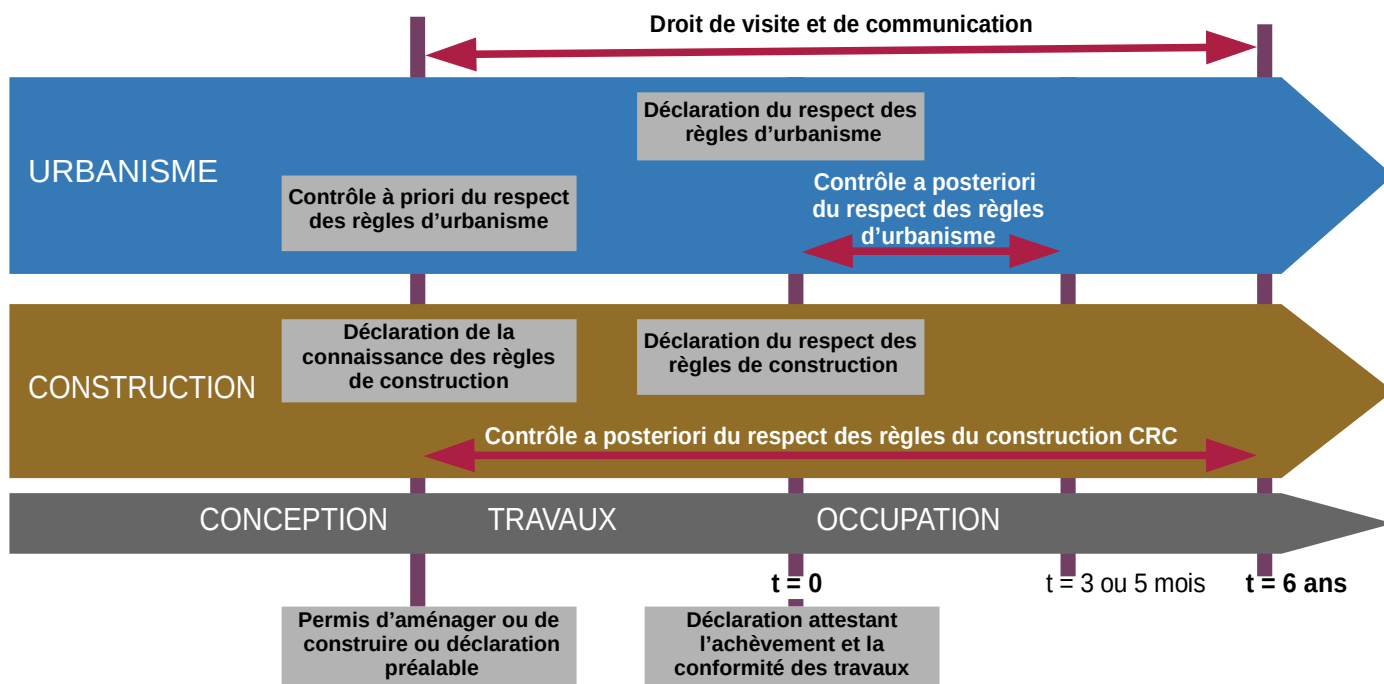 Droit de visite et de communication
URBANISME
Déclaration du respect des
règles d'urbanisme
Contrôle à priori du respect
des règles d'urbanisme
Contrôle a posteriori
du respect des règles
d'urbanisme
CONSTRUCTION
Déclaration de la
connaissance des règles
de construction
Déclaration du respect des
règles de construction
Contrôle a posteriori du respect des règles du construction CRC
CONCEPTION
TRAVAUX
OCCUPATION
t = 0
t = 3 ou 5 mois
t = 6 ans
Permis d'aménager ou de
construire ou déclaration
préalable
Déclaration attestant
l'achèvement et la
conformité des travaux